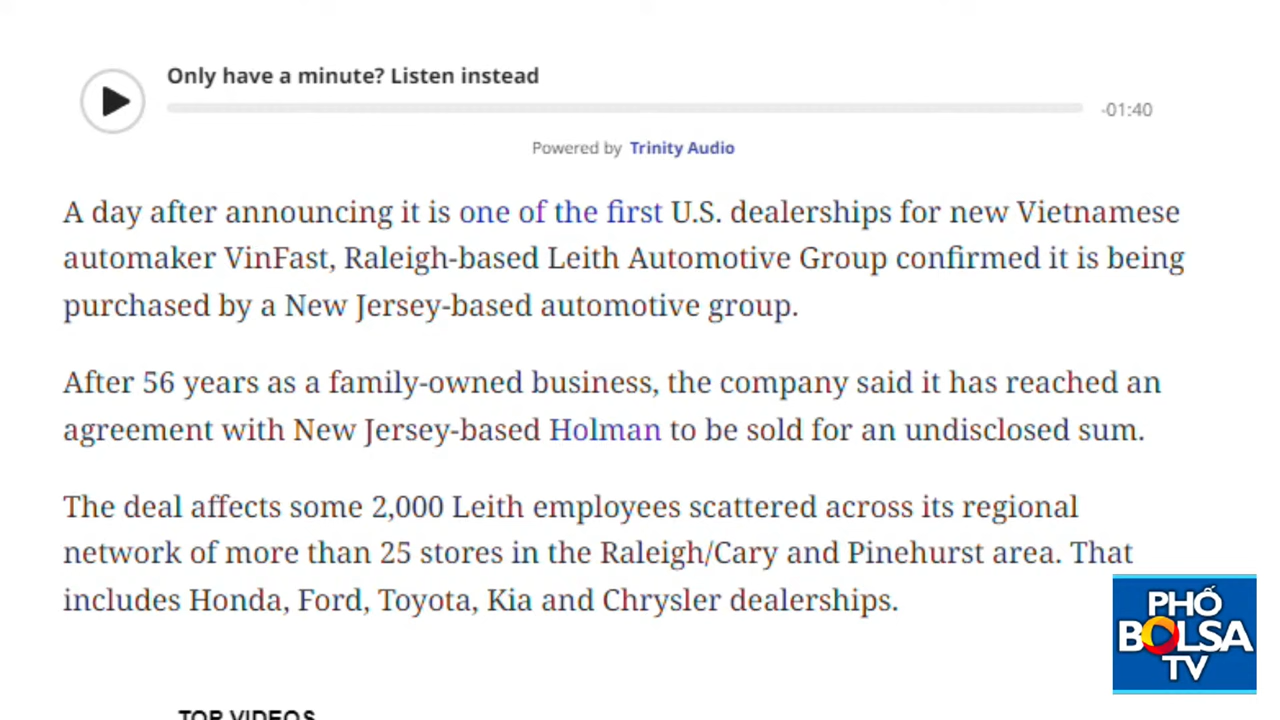 Only have a minute? Listen instead
-01:40
Powered by Trinity Audio
A day after announcing it is one of the first U.S. dealerships for new Vietnamese
automaker VinFast, Raleigh-based Leith Automotive Group confirmed it is being
purchased by a New Jersey-based automotive group.
After 56 years as a family-owned business, the company said it has reached an
agreement with New Jersey-based Holman to be sold for an undisclosed sum.
The deal affects some 2,000 Leith employees scattered across its regional
network of more than 25 stores in the Raleigh/Cary and Pinehurst area. That
includes Honda, Ford, Toyota, Kia and Chrysler dealerships.
PHỐ
BOLSA
TV
TOP VIDEOS